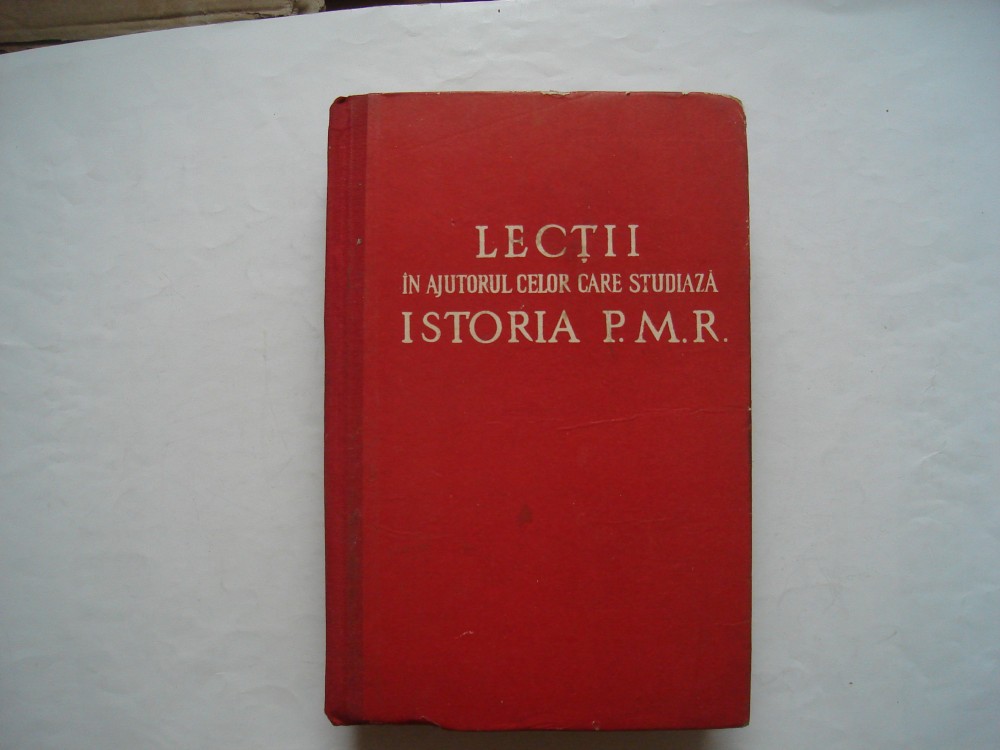 LECȚII
ÎN AJUTORUL CELOR CARE STUDIAZĂ
ISTORIA P.M.R.